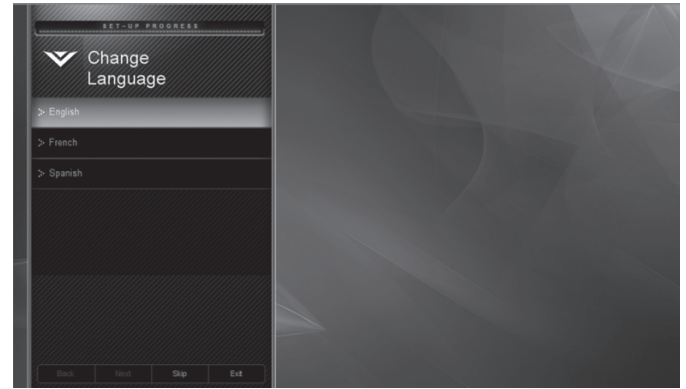 SET-UP PROGRESS
Change
Language
English
French
Spanish
Back Next Skip Exit